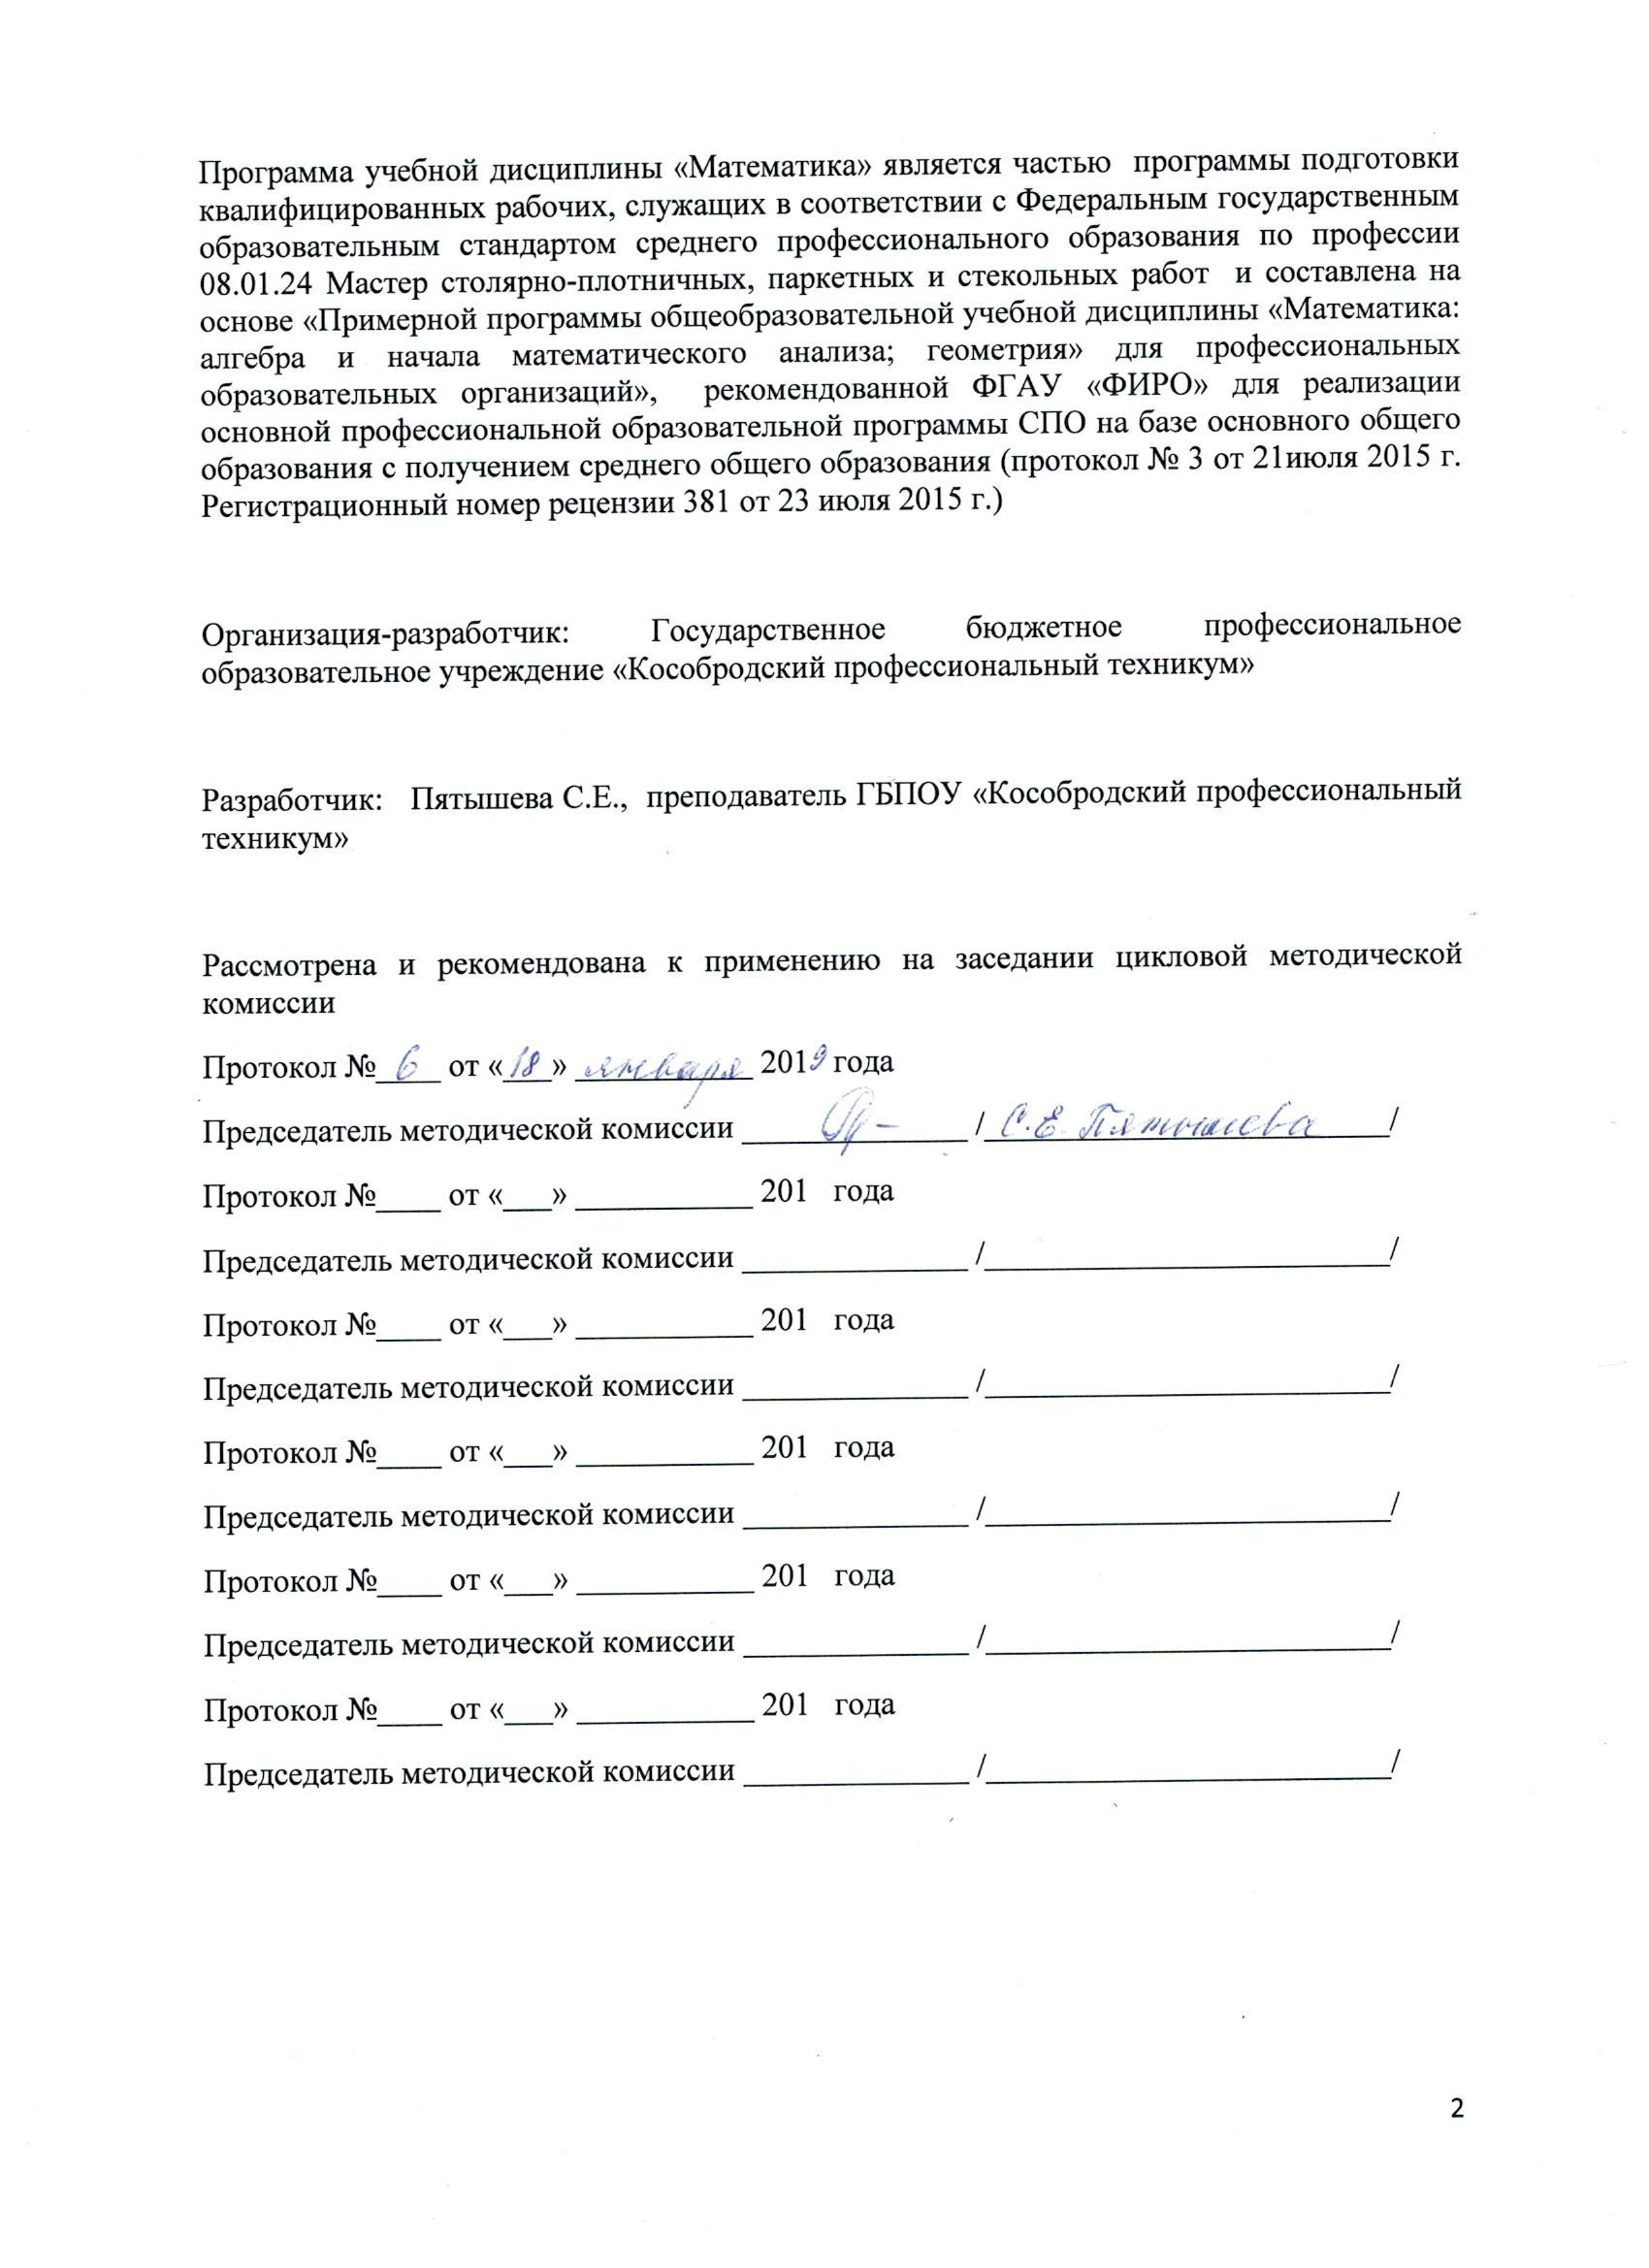 Программа учебной дисциплины «Математика» является частью программы подготовки
квалифицированных рабочих, служащих в соответствии с Федеральным государственным
образовательным стандартом среднего профессионального образования по профессии
08.01.24 Мастер столярно-плотничных, паркетных и стекольных работ и составлена на
основе «Примерной программы общеобразовательной учебной дисциплины «Математика:
алгебра и начала математического анализа; геометрия» для профессиональных
образовательных организаций», рекомендованной ФГАУ «ФИРО» для реализации
основной профессиональной образовательной программы СПО на базе основного общего
образования с получением среднего общего образования (протокол № 3 от 21июля 2015 г.
Регистрационный номер рецензии 381 от 23 июля 2015 г.)
Организация-разработчик: Государственное бюджетное профессиональное
образовательное учреждение «Кособродский профессиональный техникум»
Разработчик: Пятышева С.Е., преподаватель ГБПОУ «Кособродский профессиональный
техникум»
Рассмотрена и рекомендована к применению на заседании цикловой методической
комиссии
Протокол № 6 от «18» января 2019 года
Председатель методической комиссии ______________ / С.Е. Пятышева /
Протокол №____ от «___» ___________ 201 года
Председатель методической комиссии ______________ /_________________________/
Протокол №____ от «___» ___________ 201 года
Председатель методической комиссии ______________ /_________________________/
Протокол №____ от «___» ___________ 201 года
Председатель методической комиссии ______________ /_________________________/
Протокол №____ от «___» ___________ 201 года
Председатель методической комиссии ______________ /_________________________/
Протокол №____ от «___» ___________ 201 года
Председатель методической комиссии ______________ /_________________________/
2